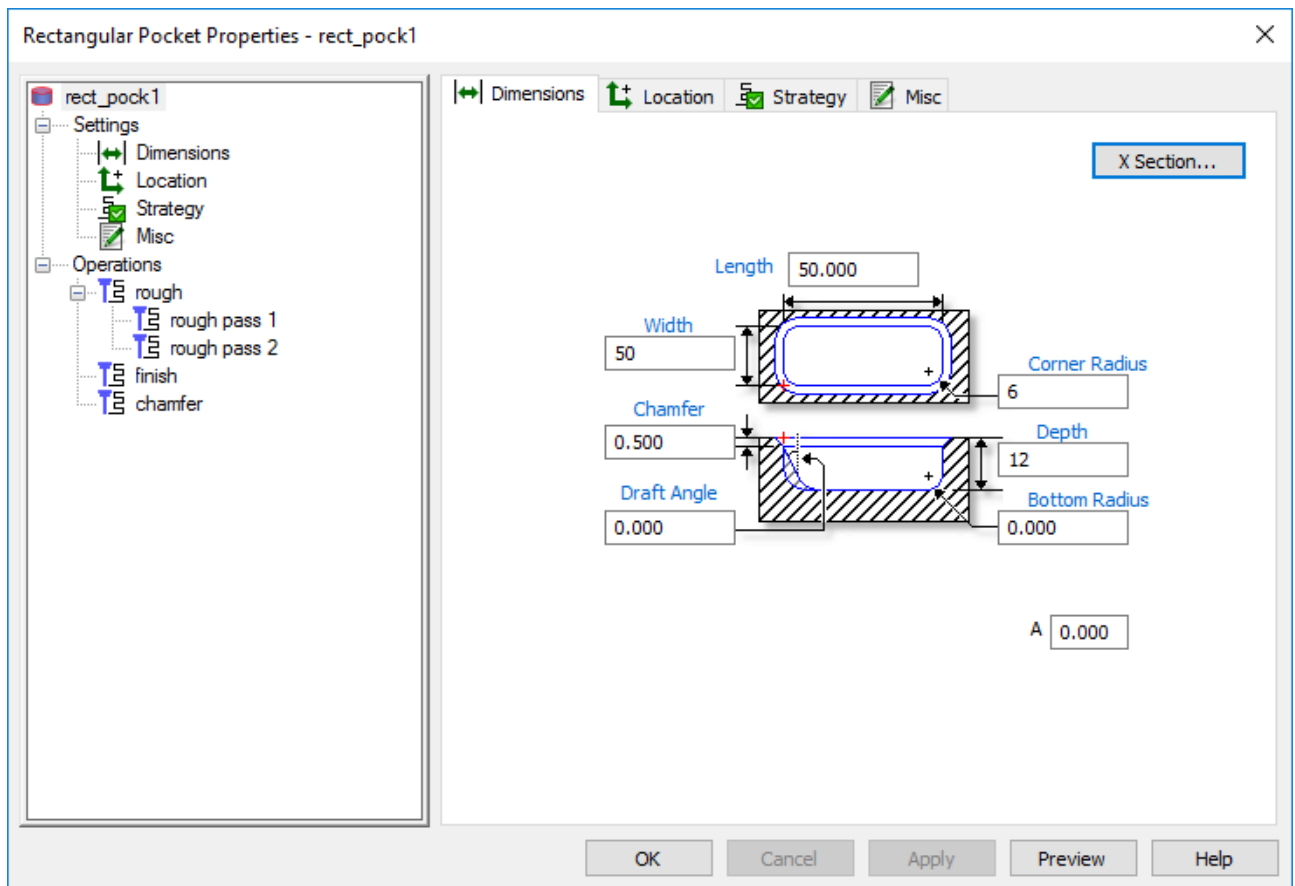 Rectangular Pocket Properties - rect_pock1
rect_pock1
Settings
Dimensions
Location
Strategy
Misc
Operations
rough
rough pass 1
rough pass 2
finish
chamfer
Dimensions Location Strategy Misc
X Section...
Length 50.000
Width
50
Corner Radius
6
Chamfer
0.500
Depth
12
Draft Angle
0.000
Bottom Radius
0.000
A 0.000
OK Cancel Apply Preview Help